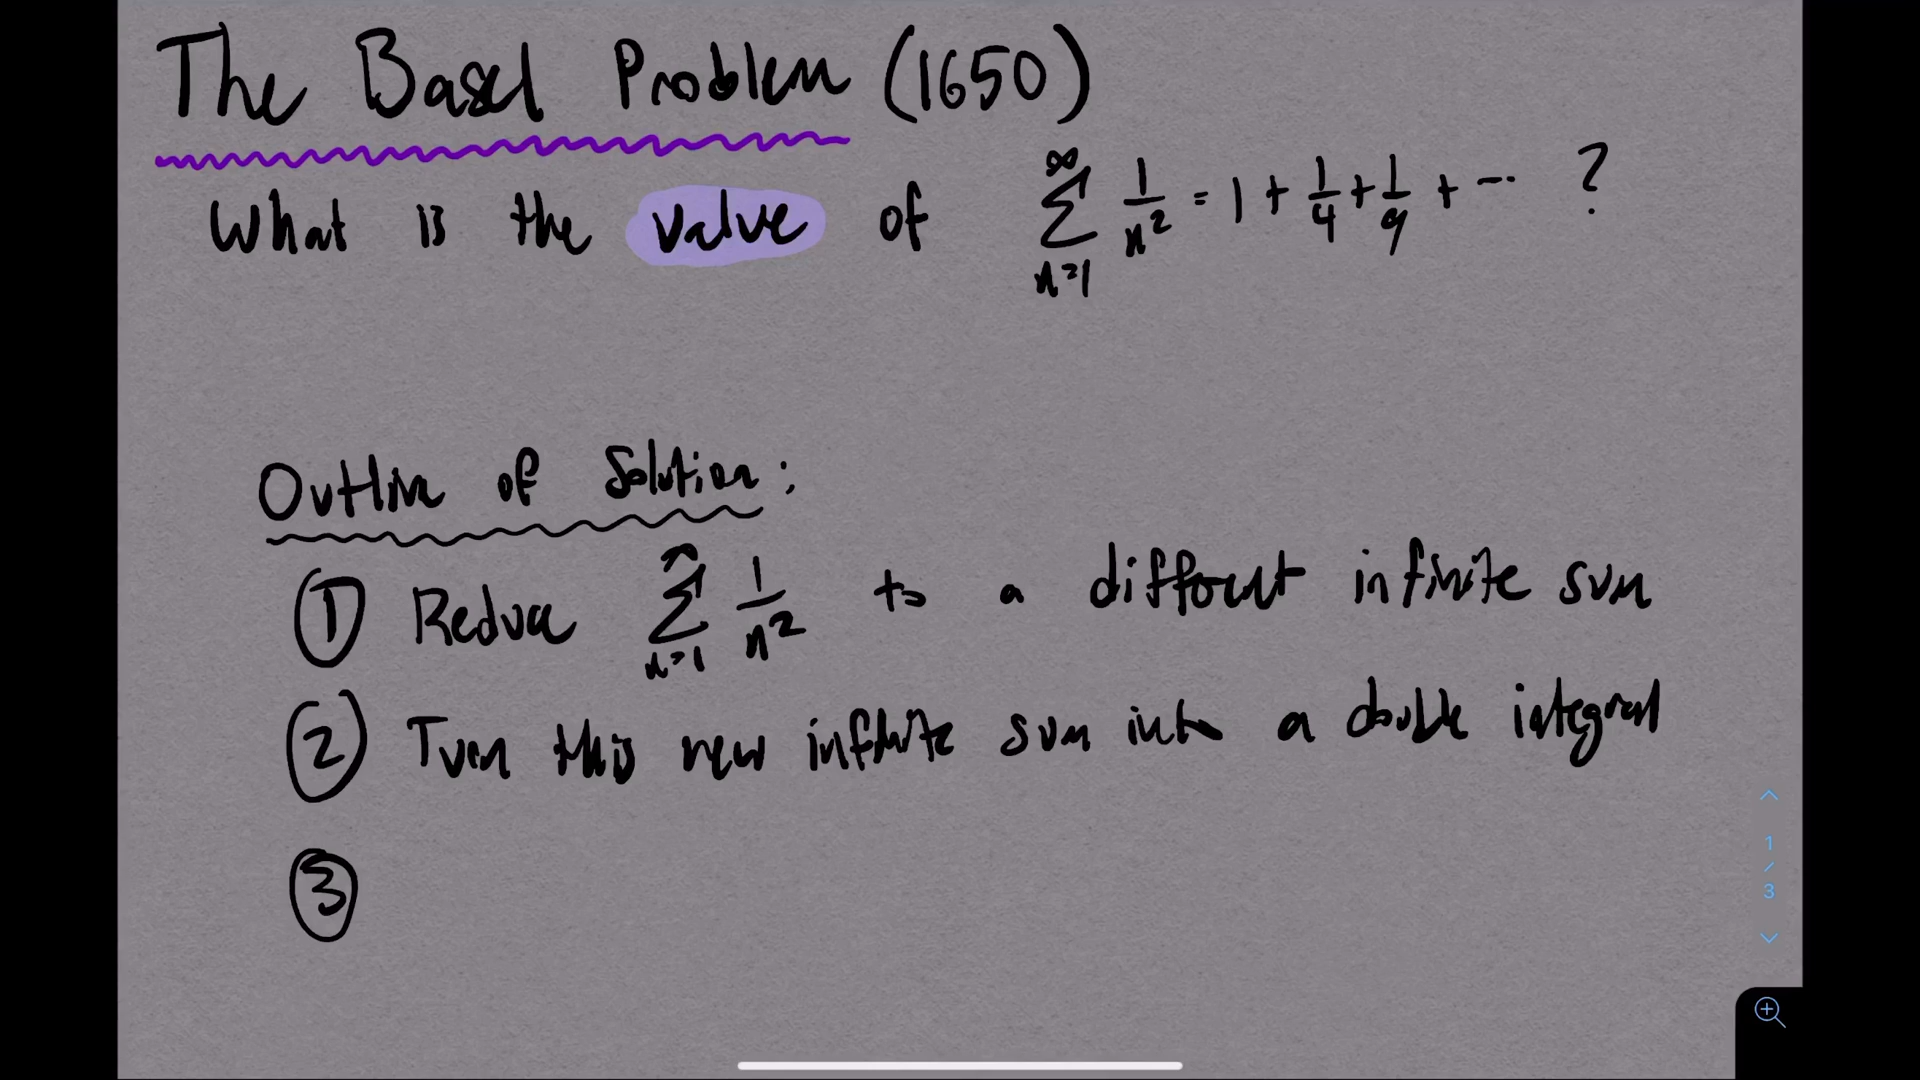 The Basel Problem (1650)
What is the value of ∞ Σ n=1 1/n² = 1 + 1/4 + 1/9 + ... ?
Outline of Solution:
① Reduce Σ n=1 1/n² to a different infinite sum
② Turn this new infinite sum into a double integral
③
1
/
3